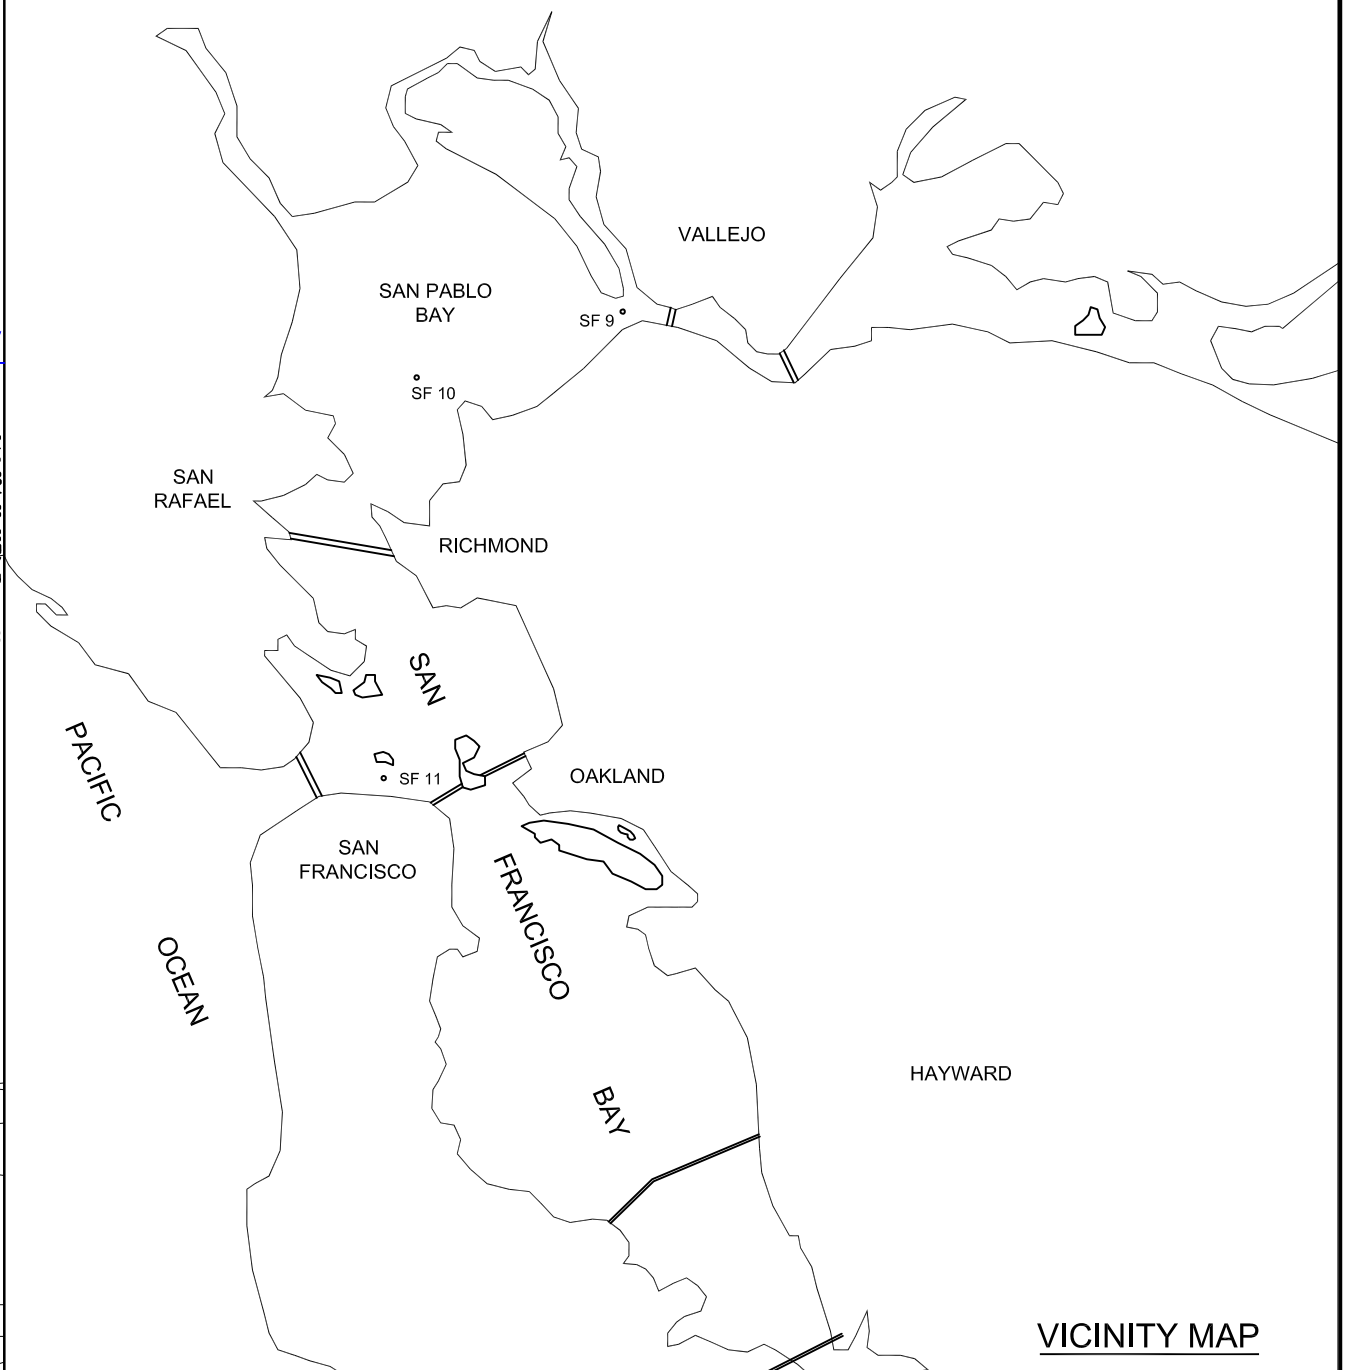 VALLEJO
SAN PABLO
BAY
SF 9
SF 10
SAN
RAFAEL
RICHMOND
SAN
PACIFIC
SF 11
OAKLAND
SAN
FRANCISCO
FRANCISCO
OCEAN
HAYWARD
BAY
VICINITY MAP